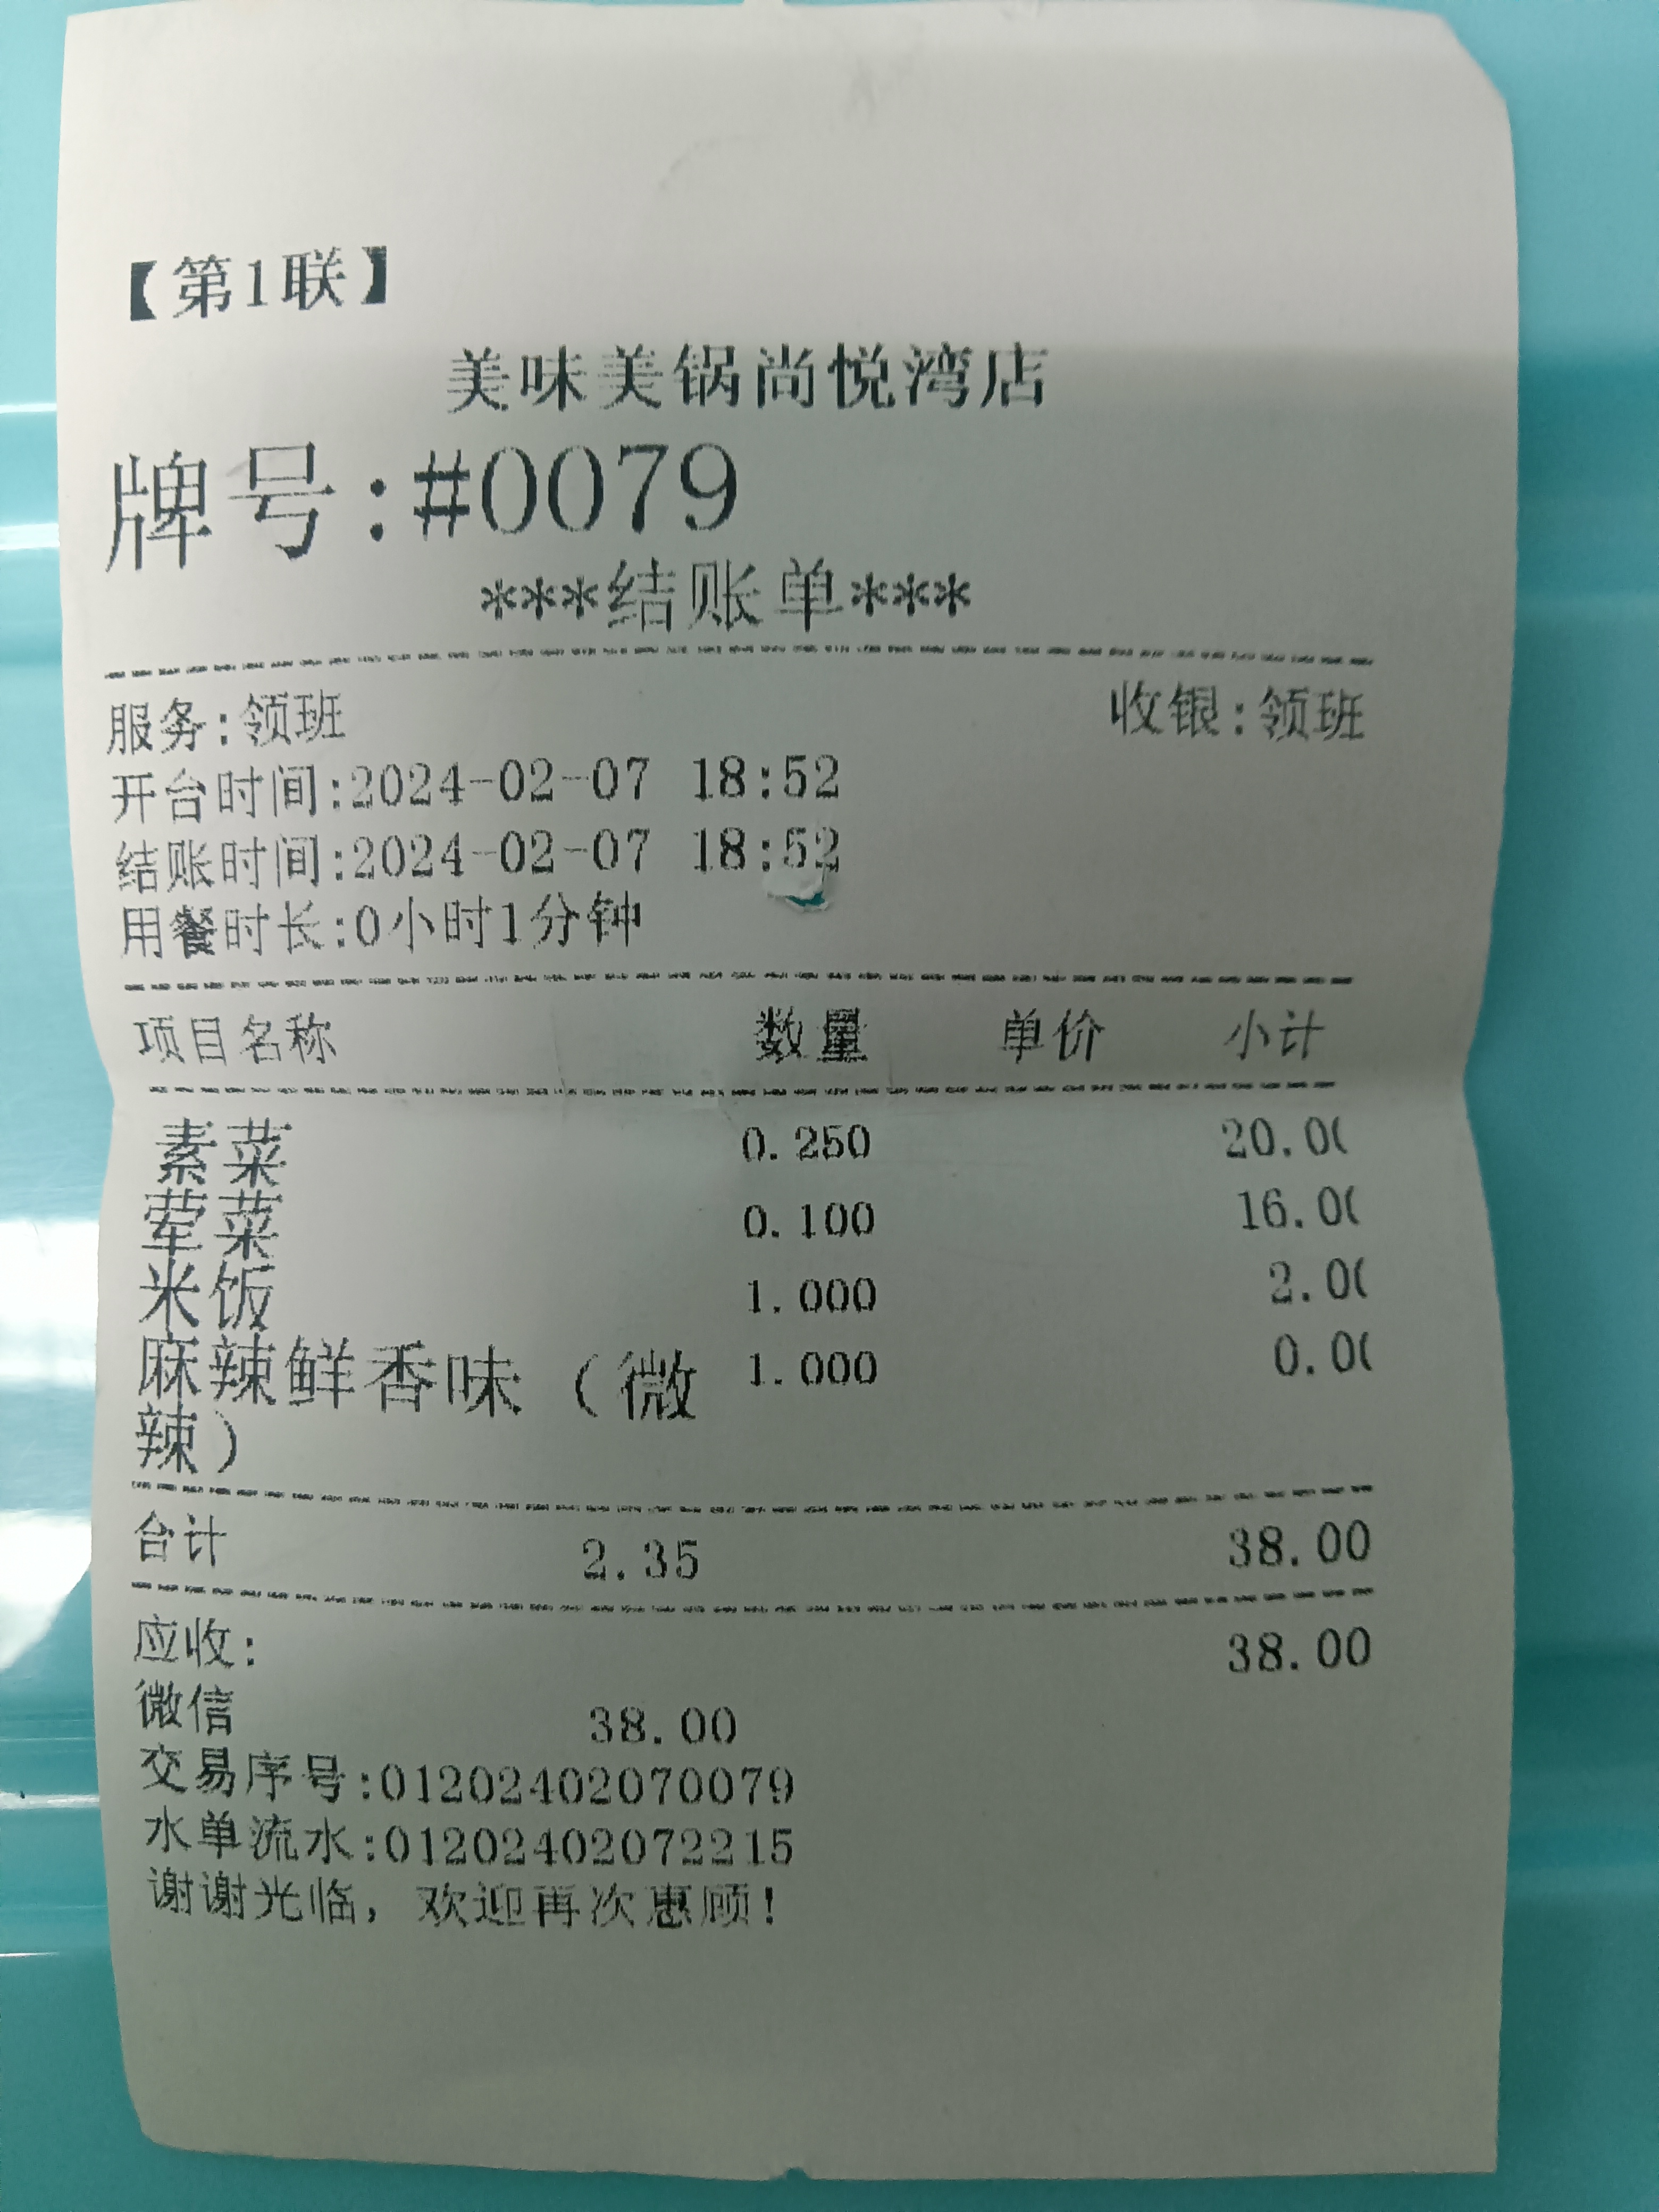 【第1联】
美味美锅尚悦湾店
牌号:#0079
***结账单***
服务:领班 收银:领班
开台时间:2024-02-07 18:52
结账时间:2024-02-07 18:52
用餐时长:0小时1分钟
项目名称 数量 单价 小计
素菜 0.250 20.0(
荤菜 0.100 16.0(
米饭 1.000 2.0(
麻辣鲜香味（微 1.000 0.0(
辣）
合计 2.35 38.00
应收: 38.00
微信 38.00
交易序号:01202402070079
水单流水:01202402072215
谢谢光临，欢迎再次惠顾！